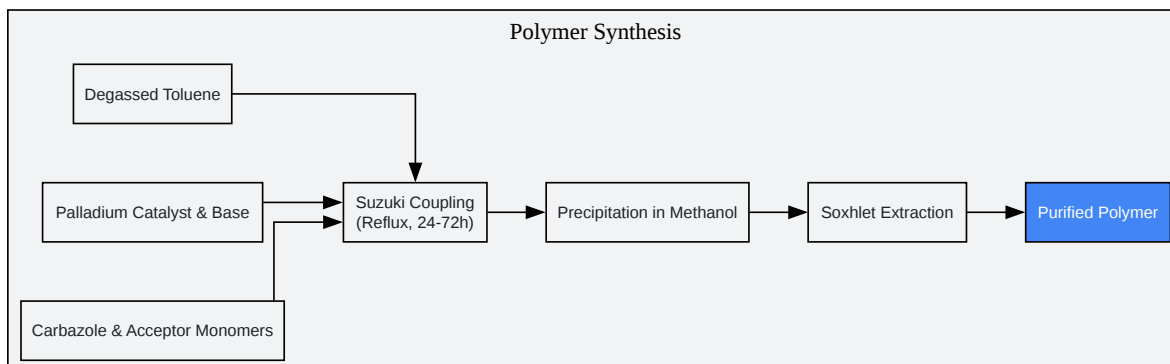 Polymer Synthesis
Degassed Toluene
Palladium Catalyst & Base
Suzuki Coupling
(Reflux, 24-72h)
Precipitation in Methanol
Soxhlet Extraction
Purified Polymer
Carbazole & Acceptor Monomers